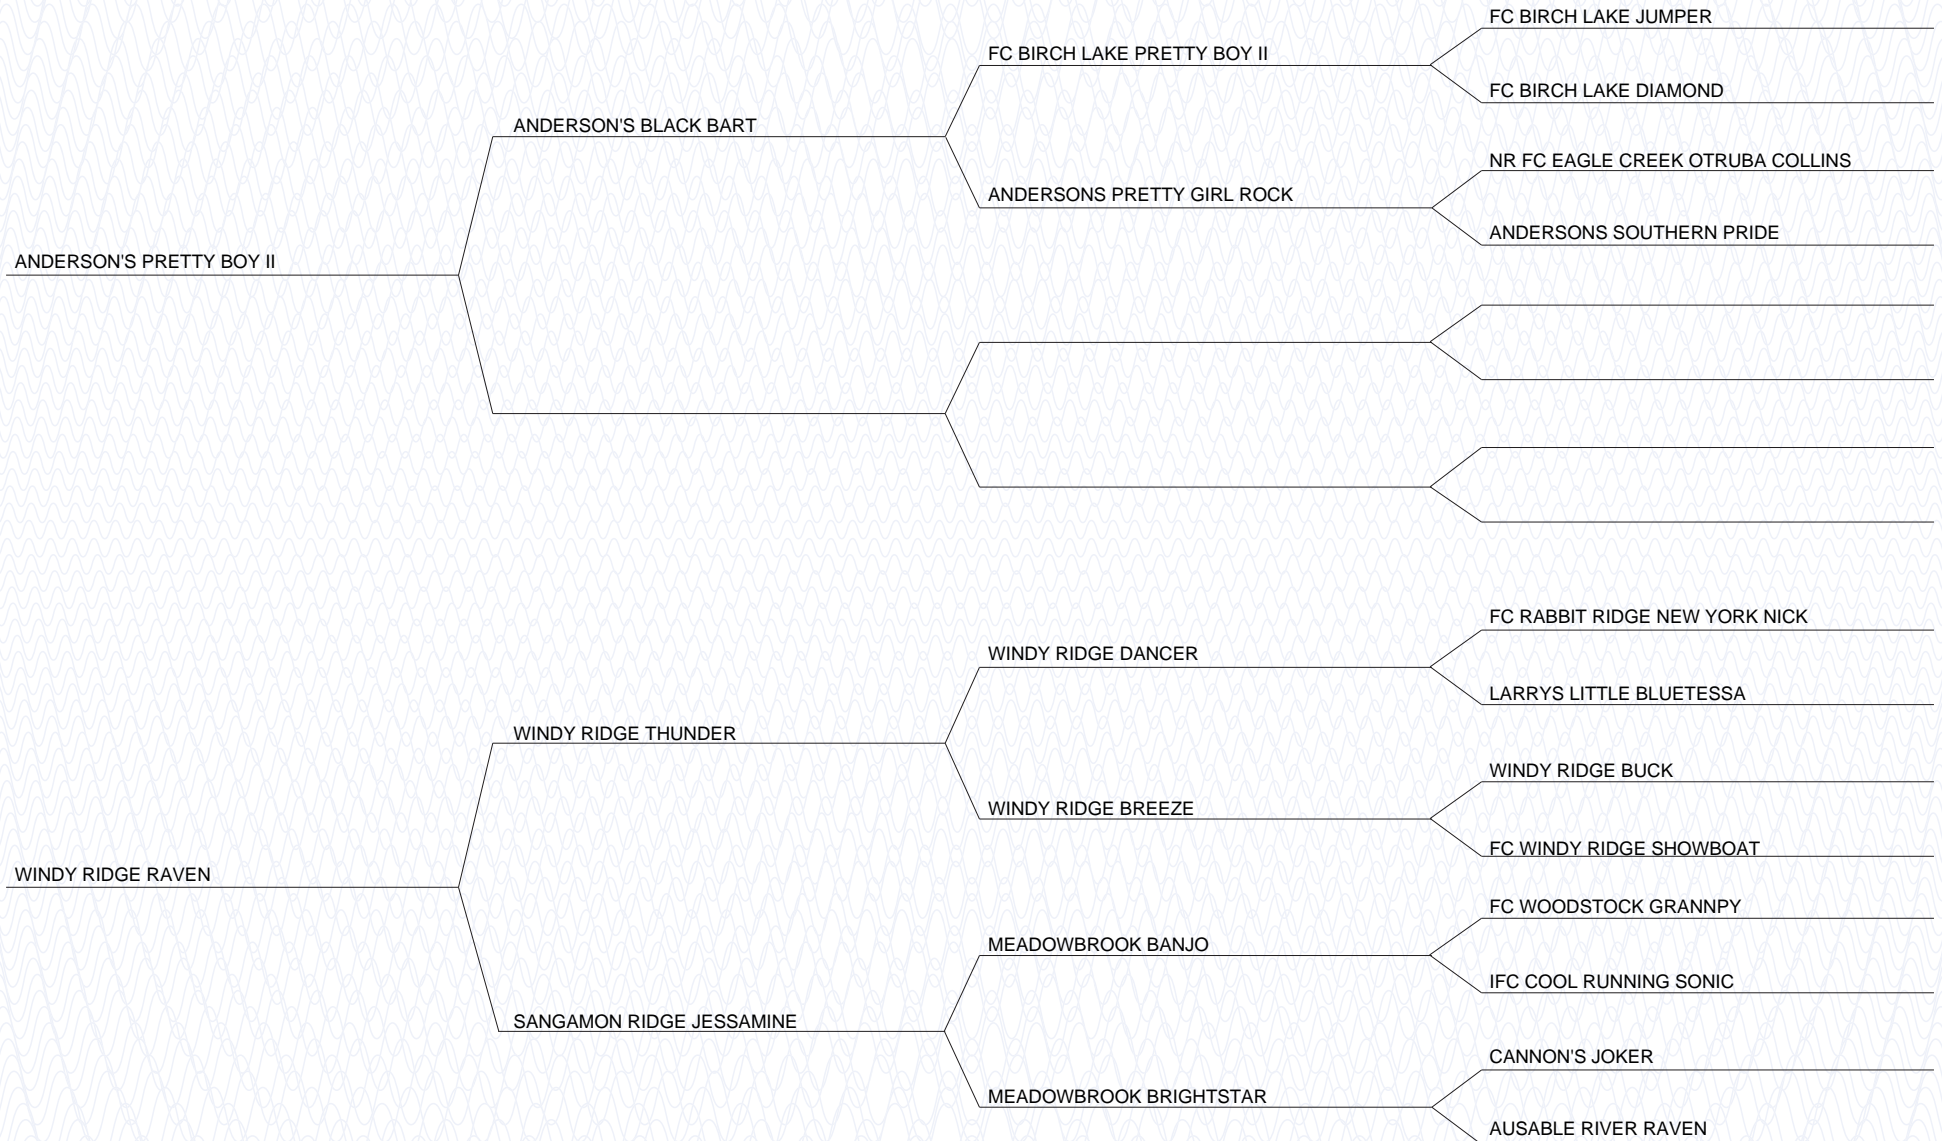 FC BIRCH LAKE JUMPER
FC BIRCH LAKE PRETTY BOY II
FC BIRCH LAKE DIAMOND
ANDERSON'S BLACK BART
NR FC EAGLE CREEK OTRUBA COLLINS
ANDERSONS PRETTY GIRL ROCK
ANDERSONS SOUTHERN PRIDE
ANDERSON'S PRETTY BOY II
FC RABBIT RIDGE NEW YORK NICK
WINDY RIDGE DANCER
LARRYS LITTLE BLUETESSA
WINDY RIDGE THUNDER
WINDY RIDGE BUCK
WINDY RIDGE BREEZE
FC WINDY RIDGE SHOWBOAT
WINDY RIDGE RAVEN
FC WOODSTOCK GRANNPY
MEADOWBROOK BANJO
IFC COOL RUNNING SONIC
SANGAMON RIDGE JESSAMINE
CANNON'S JOKER
MEADOWBROOK BRIGHTSTAR
AUSABLE RIVER RAVEN